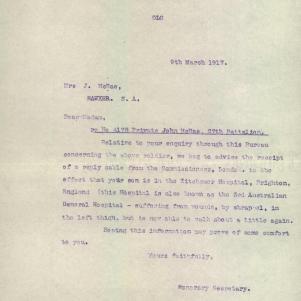 OLG
9th March 1917.
Mrs J. McRae,
HAWKER. S. A.
Dear Madam,
re No 4178 Private John McRae, 27th Battalion.
Relative to your enquiry through this Bureau
concerning the above soldier, we beg to advise the receipt
of a reply cable from the Commissioners, London, to the
effect that your son is in the Kitchener Hospital, Brighton,
England (this Hospital is also known as the 2nd Australian
General Hospital - suffering from wounds, by shrapnel, in
the left thigh, but is now able to walk about a little again.
Hoping this information may prove of some comfort
to you.
Yours faithfully,
Honorary Secretary.